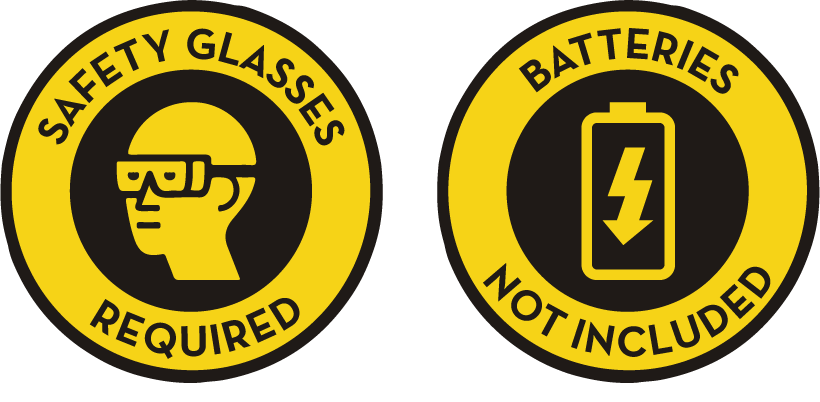 SAFETY GLASSES
REQUIRED
BATTERIES
NOT INCLUDED